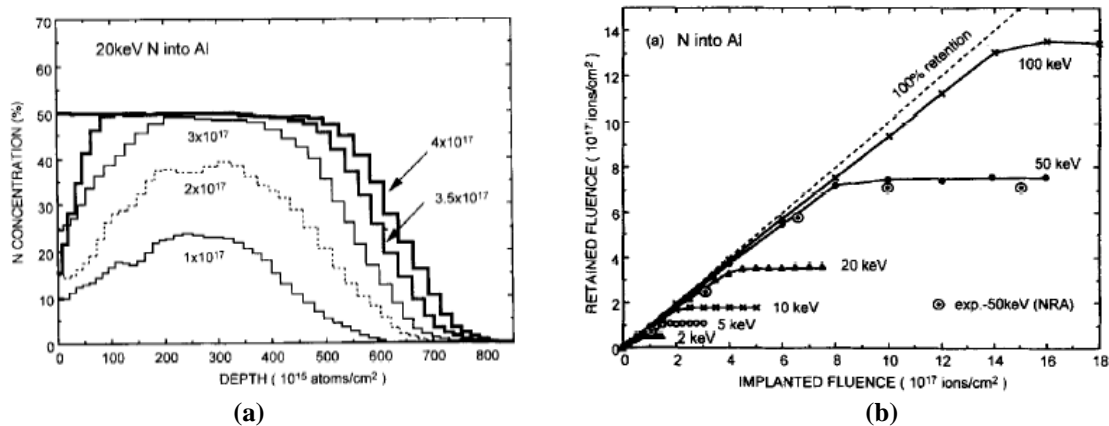 20keV N into Al
N CONCENTRATION (%)
70
60
50
40
30
20
10
0
3x10^17
2x10^17
1x10^17
4x10^17
3.5x10^17
0 100 200 300 400 500 600 700 800
DEPTH ( 10^15 atoms/cm^2 )
(a)
(a) N into Al
RETAINED FLUENCE ( 10^17 ions/cm^2 )
14
12
10
8
6
4
2
0
100% retention
100 keV
50 keV
20 keV
10 keV
5 keV
2 keV
exp.-50keV (NRA)
0 2 4 6 8 10 12 14 16 18
IMPLANTED FLUENCE ( 10^17 ions/cm^2 )
(b)